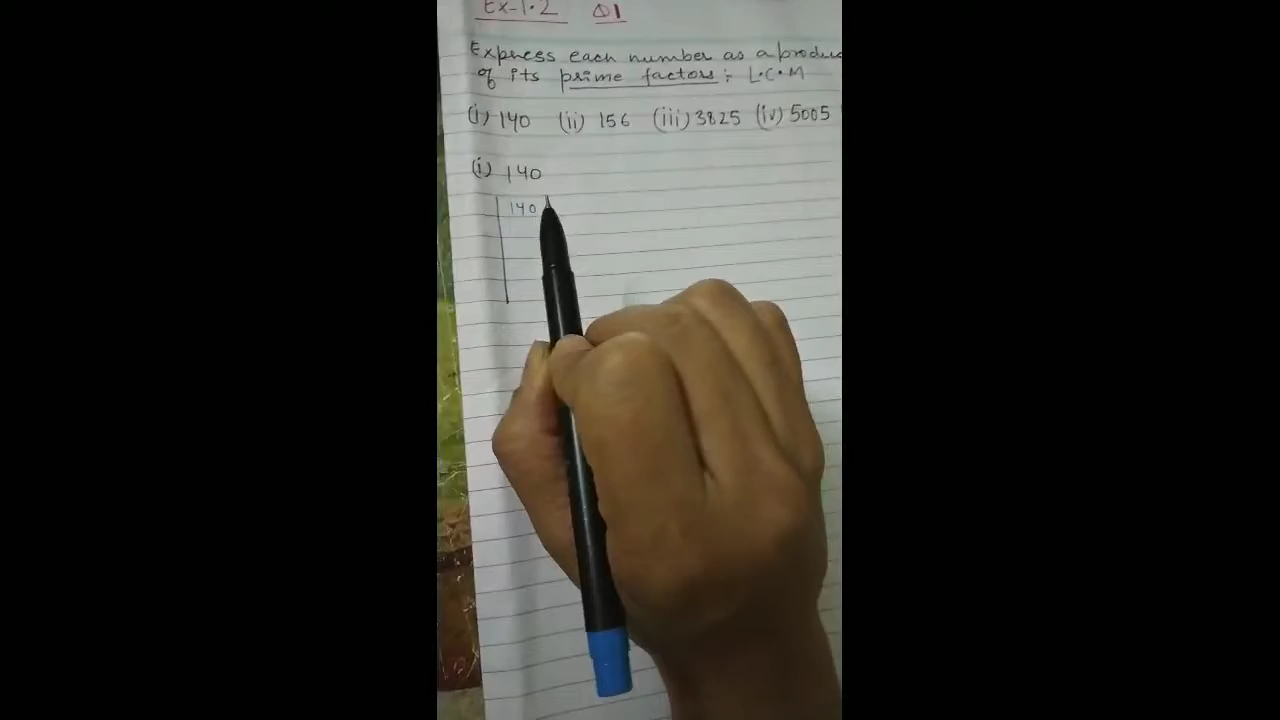 Ex-1.2 Q1
Express each number as a produc
of its prime factors :- L.C.M
(i) 140 (ii) 156 (iii) 3825 (iv) 5005
(i) 140
140